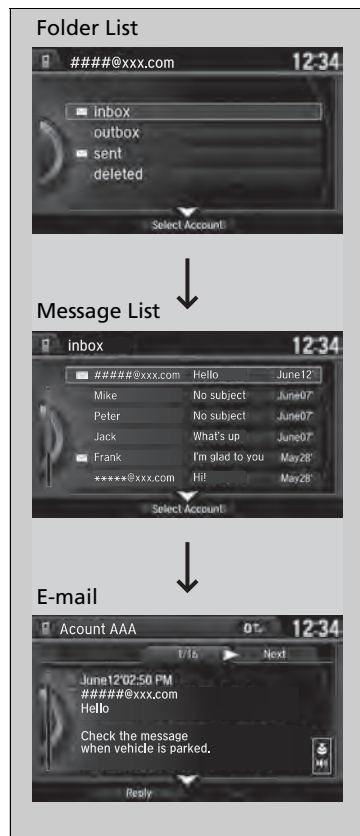 Folder List
####@xxx.com 12:34
inbox
outbox
sent
deleted
Select Account
Message List
inbox 12:34
#####@xxx.com Hello June12'
Mike No subject June07'
Peter No subject June07'
Jack What's up June07'
Frank I'm glad to you May28'
*****@xxx.com Hi! May28'
Select Account
E-mail
Acount AAA 12:34
1/16 Next
June12'02:50 PM
#####@xxx.com
Hello
Check the message
when vehicle is parked.
Reply